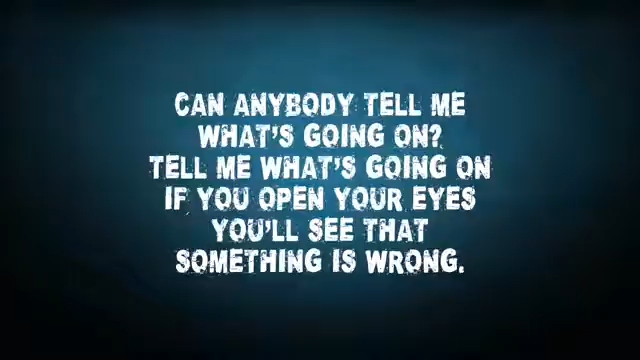 CAN ANYBODY TELL ME
WHAT'S GOING ON?
TELL ME WHAT'S GOING ON
IF YOU OPEN YOUR EYES
YOU'LL SEE THAT
SOMETHING IS WRONG.